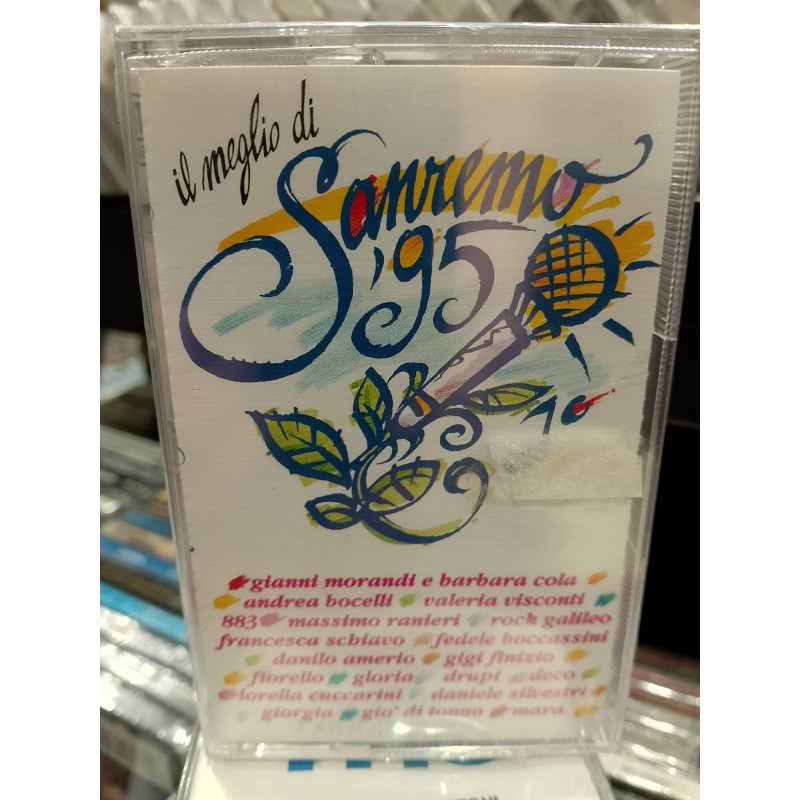 il meglio di
Sanremo
'95
gianni morandi e barbara cola
andrea bocelli valeria visconti
883 massimo ranieri rock galileo
francesca schiavo fedele boccassini
danilo amerio gigi finizio
fiorello gloria drupi deco
lorella cuccarini daniele silvestri
giorgia gio' di tonno mara